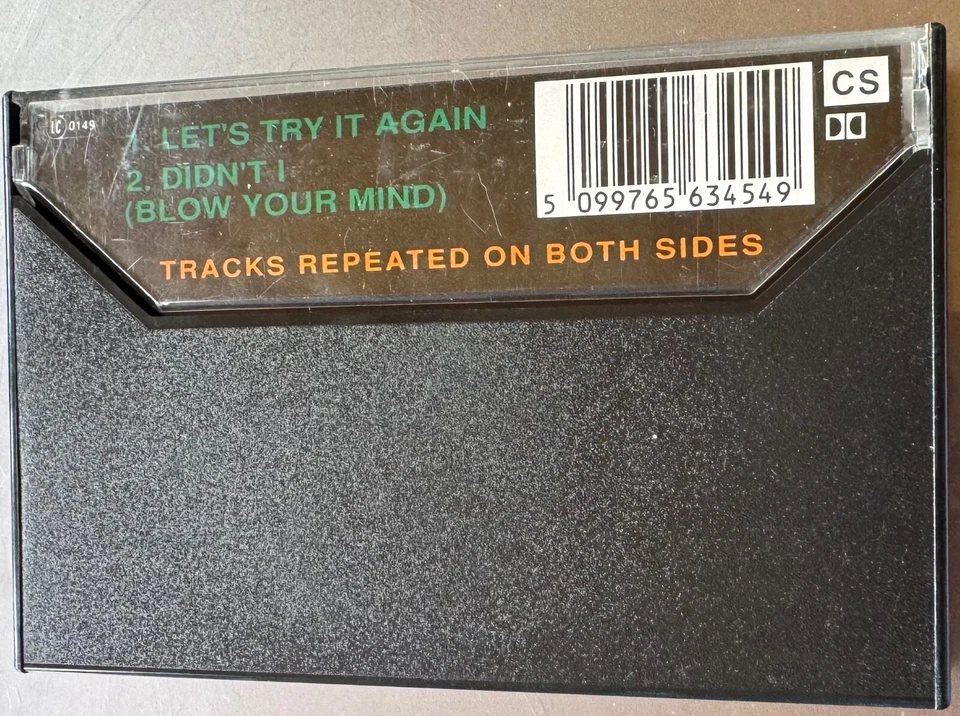 LC 0149
1. LET'S TRY IT AGAIN
2. DIDN'T I
(BLOW YOUR MIND)
TRACKS REPEATED ON BOTH SIDES
5 099765 634549
CS